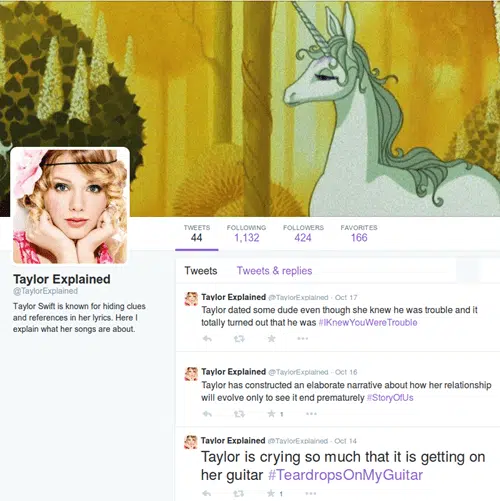 TWEETS FOLLOWING FOLLOWERS FAVORITES
44 1,132 424 166
Taylor Explained
@TaylorExplained
Taylor Swift is known for hiding clues
and references in her lyrics. Here I
explain what her songs are about.
Tweets Tweets & replies
Taylor Explained @TaylorExplained · Oct 17
Taylor dated some dude even though she knew he was trouble and it
totally turned out that he was #IKnewYouWereTrouble
Taylor Explained @TaylorExplained · Oct 16
Taylor has constructed an elaborate narrative about how her relationship
will evolve only to see it end prematurely #StoryOfUs
1
Taylor Explained @TaylorExplained · Oct 14
Taylor is crying so much that it is getting on
her guitar #TeardropsOnMyGuitar
1